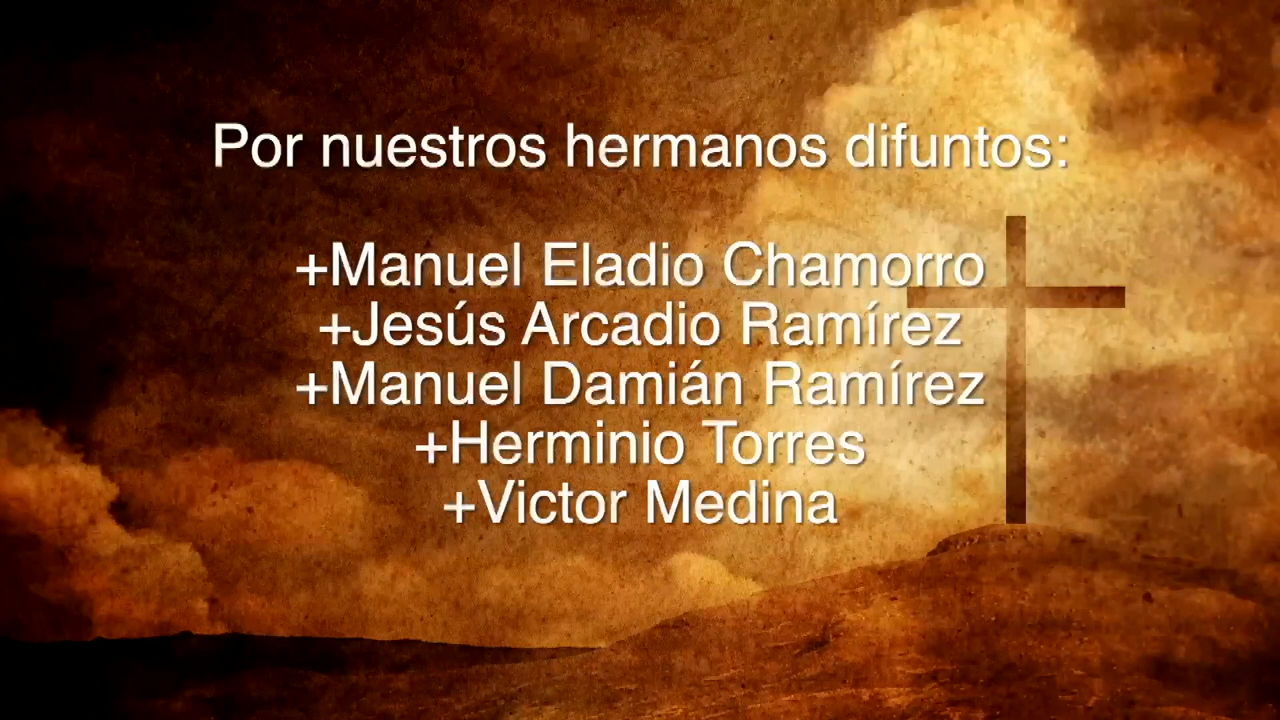 Por nuestros hermanos difuntos:
+Manuel Eladio Chamorro
+Jesús Arcadio Ramírez
+Manuel Damián Ramírez
+Herminio Torres
+Victor Medina